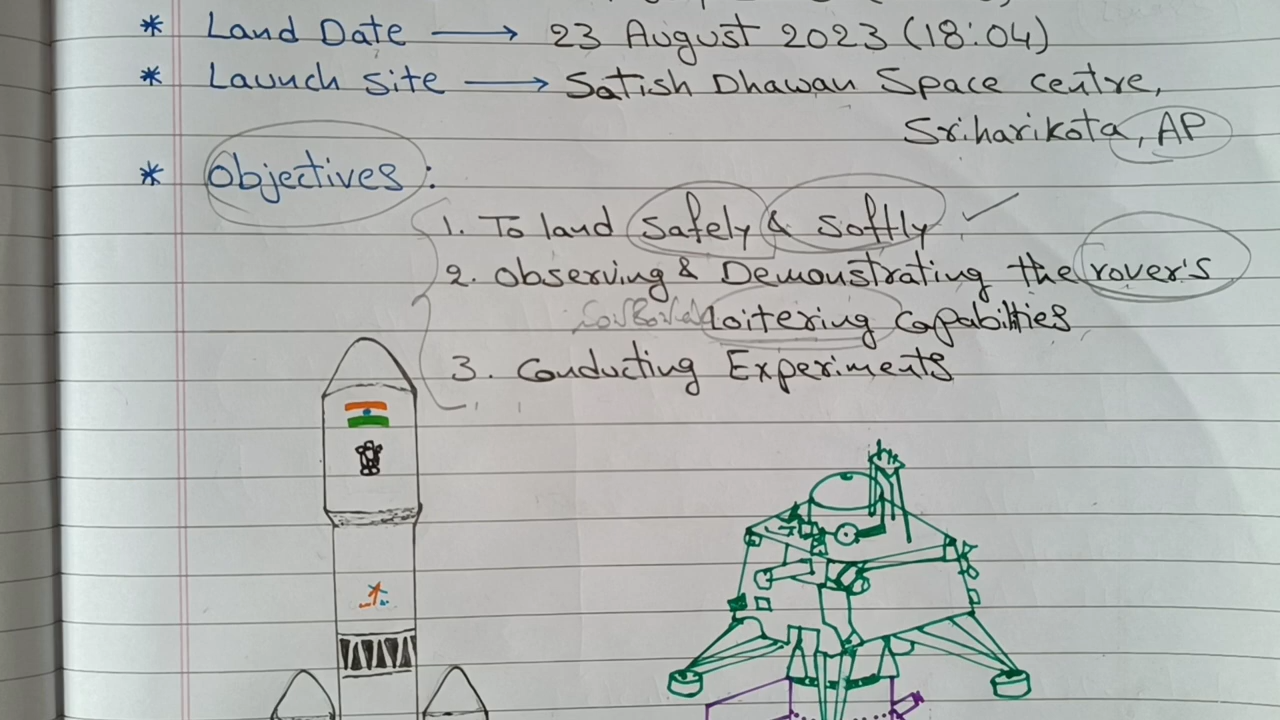 * Land Date → 23 August 2023 (18:04)
* Launch Site → Satish Dhawan Space centre,
Sriharikota, AP
* Objectives :
1. To land safely & softly ✓
2. Observing & Demonstrating the rover's
loitering capabilities
3. Conducting Experiments